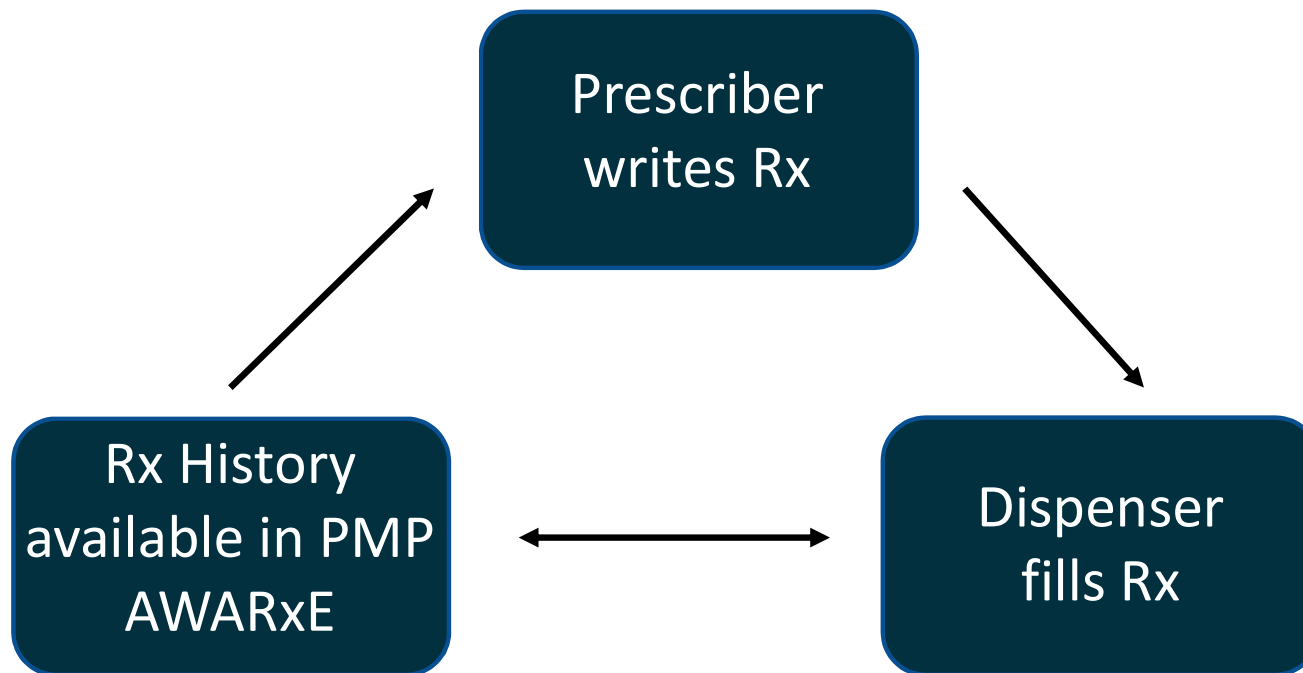 Prescriber
writes Rx
Rx History
available in PMP
AWARxE
Dispenser
fills Rx